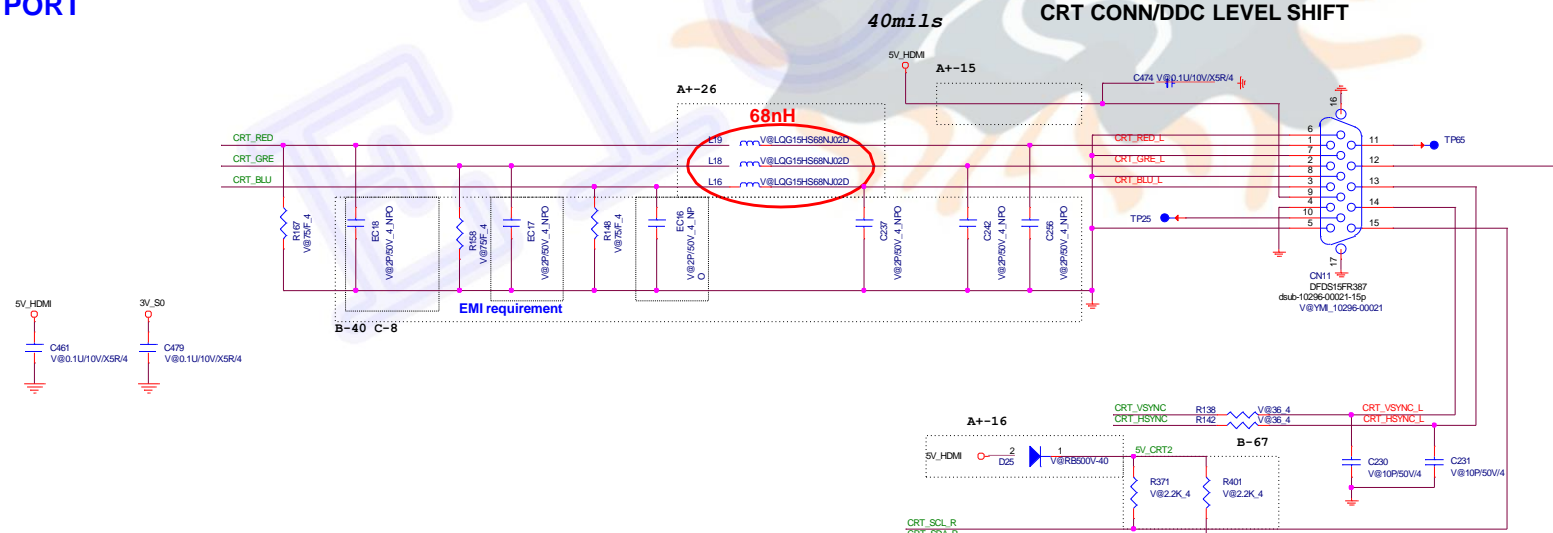 PORT
40mils
CRT CONN/DDC LEVEL SHIFT
5V_HDMI
A+-15
C474 V@0.1U/10V/X5R/4
A+-26
68nH
16
CRT_RED
L19
V@LQG15HS68NJ02D
CRT_RED_L
6
1
11
TP65
CRT_GRE
L18
V@LQG15HS68NJ02D
CRT_GRE_L
7
2
12
CRT_BLU
L16
V@LQG15HS68NJ02D
CRT_BLU_L
8
3
13
9
4
14
TP25
10
5
15
R167
V@75/F_4
EC18
V@2P/50V_4_NPO
R158
V@75/F_4
EC17
V@2P/50V_4_NPO
R148
V@75/F_4
EC16
V@2P/50V_4_NP
O
C237
V@2P/50V_4_NPO
C242
V@2P/50V_4_NPO
C256
V@2P/50V_4_NPO
17
CN11
DFDS15FR387
dsub-10296-00021-15p
V@YMI_10296-00021
EMI requirement
B-40 C-8
5V_HDMI
3V_S0
C461
V@0.1U/10V/X5R/4
C479
V@0.1U/10V/X5R/4
CRT_VSYNC
R138
V@36_4
CRT_VSYNC_L
CRT_HSYNC
R142
V@36_4
CRT_HSYNC_L
A+-16
B-67
5V_HDMI
2
D25
1
V@RB500V-40
5V_CRT2
C230
V@10P/50V/4
C231
V@10P/50V/4
R371
V@2.2K_4
R401
V@2.2K_4
CRT_SCL_R